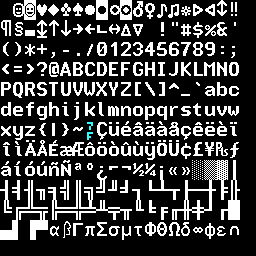 ☺☻♥♦♣♠•◘○◙♂♀♪♫☼►◄↕‼
¶§▬↨↑↓→←∟↔▲▼ !"#$%&'
()*+,-./0123456789:;
<=>?@ABCDEFGHIJKLMNO
PQRSTUVWXYZ[\]^_`abc
defghijklmnopqrstuvw
xyz{|}~ÇüéâäàåçêëèÏ
îìÄÅÉæÆôöòûùÿÖÜ¢£¥₧ƒ
áíóúñÑªº¿⌐¬½¼¡«»░▒▓│
┤╡╢╖╕╣║╗╝╜╛┐└┴┬├─┼╞╟
╚╔╩╦╠═╬╧╨╤╥╙╘╒╓╫╪┘┌█
▄▌▐▀αßΓπΣσµτΦΘΩδ∞φε∩